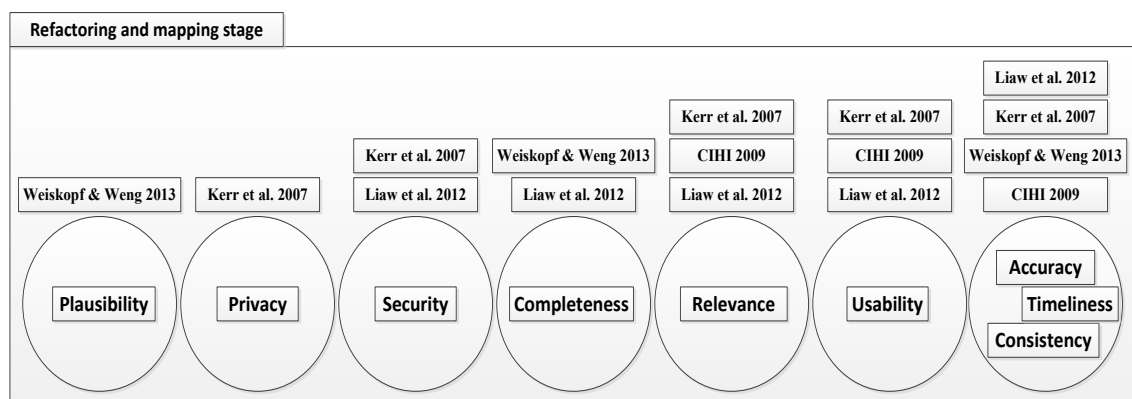 Refactoring and mapping stage
Liaw et al. 2012
Kerr et al. 2007
Kerr et al. 2007
Kerr et al. 2007
Kerr et al. 2007
Weiskopf & Weng 2013
CIHI 2009
CIHI 2009
Weiskopf & Weng 2013
Weiskopf & Weng 2013
Kerr et al. 2007
Liaw et al. 2012
Liaw et al. 2012
Liaw et al. 2012
Liaw et al. 2012
CIHI 2009
Plausibility
Privacy
Security
Completeness
Relevance
Usability
Accuracy
Timeliness
Consistency